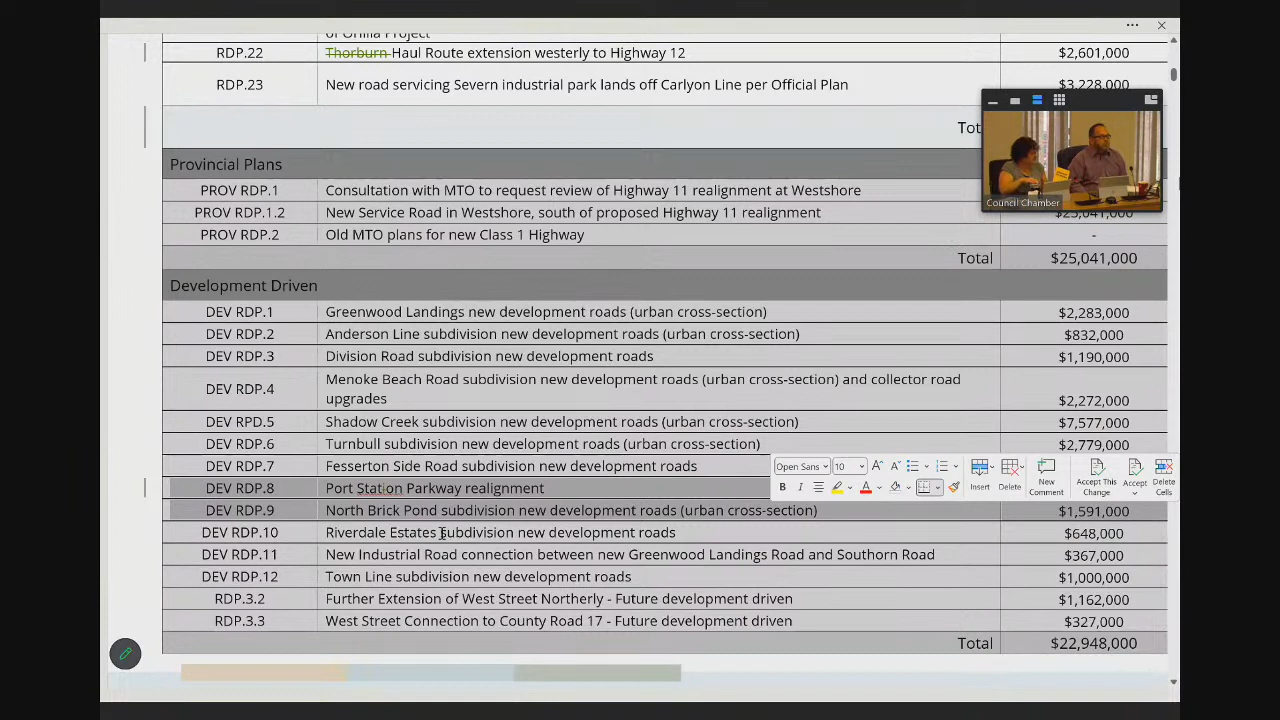 of Orillia Project
RDP.22 Thorburn Haul Route extension westerly to Highway 12 $2,601,000
RDP.23 New road servicing Severn industrial park lands off Carlyon Line per Official Plan $3,228,000
Tot
Council Chamber
Provincial Plans
PROV RDP.1 Consultation with MTO to request review of Highway 11 realignment at Westshore
PROV RDP.1.2 New Service Road in Westshore, south of proposed Highway 11 realignment $25,041,000
PROV RDP.2 Old MTO plans for new Class 1 Highway -
Total $25,041,000
Development Driven
DEV RDP.1 Greenwood Landings new development roads (urban cross-section) $2,283,000
DEV RDP.2 Anderson Line subdivision new development roads (urban cross-section) $832,000
DEV RDP.3 Division Road subdivision new development roads $1,190,000
DEV RDP.4 Menoke Beach Road subdivision new development roads (urban cross-section) and collector road
upgrades $2,272,000
DEV RPD.5 Shadow Creek subdivision new development roads (urban cross-section) $7,577,000
DEV RDP.6 Turnbull subdivision new development roads (urban cross-section) $2,779,000
DEV RDP.7 Fesserton Side Road subdivision new development roads
DEV RDP.8 Port Station Parkway realignment
Open Sans 10
Insert Delete New Comment Accept This Change Accept Delete Cells
DEV RDP.9 North Brick Pond subdivision new development roads (urban cross-section) $1,591,000
DEV RDP.10 Riverdale Estates subdivision new development roads $648,000
DEV RDP.11 New Industrial Road connection between new Greenwood Landings Road and Southorn Road $367,000
DEV RDP.12 Town Line subdivision new development roads $1,000,000
RDP.3.2 Further Extension of West Street Northerly - Future development driven $1,162,000
RDP.3.3 West Street Connection to County Road 17 - Future development driven $327,000
Total $22,948,000